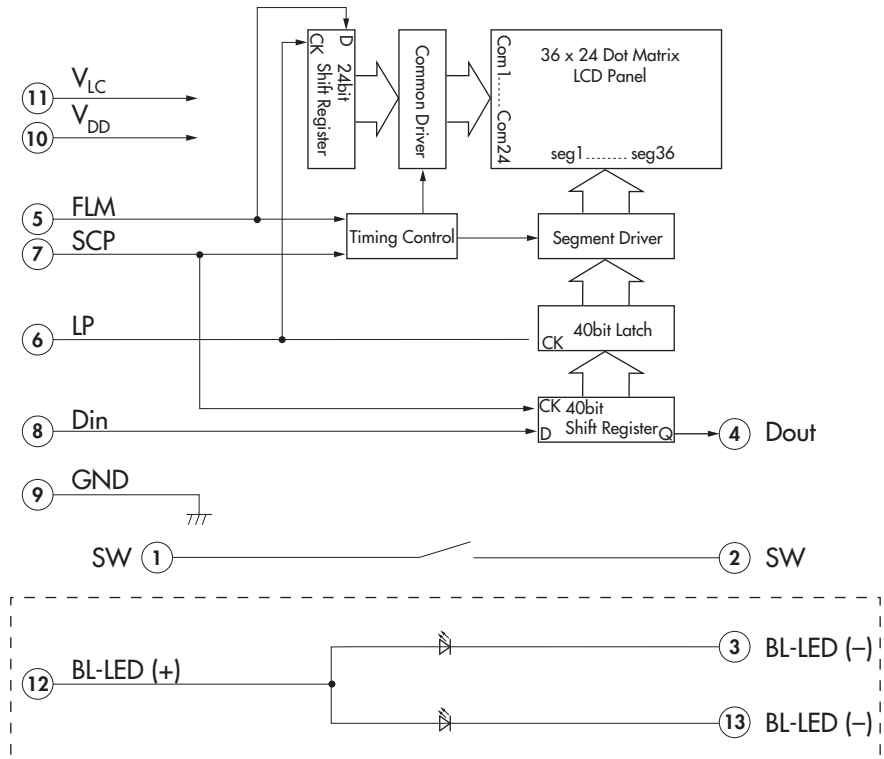 CK D
24bit
Shift Register
Common Driver
Com1...... Com24
36 x 24 Dot Matrix
LCD Panel
seg1........ seg36
11 VLC
10 VDD
5 FLM
7 SCP
Timing Control
Segment Driver
6 LP
40bit Latch
CK
CK 40bit
Shift Register
D Q
8 Din
4 Dout
9 GND
SW 1
2 SW
12 BL-LED (+)
3 BL-LED (–)
13 BL-LED (–)